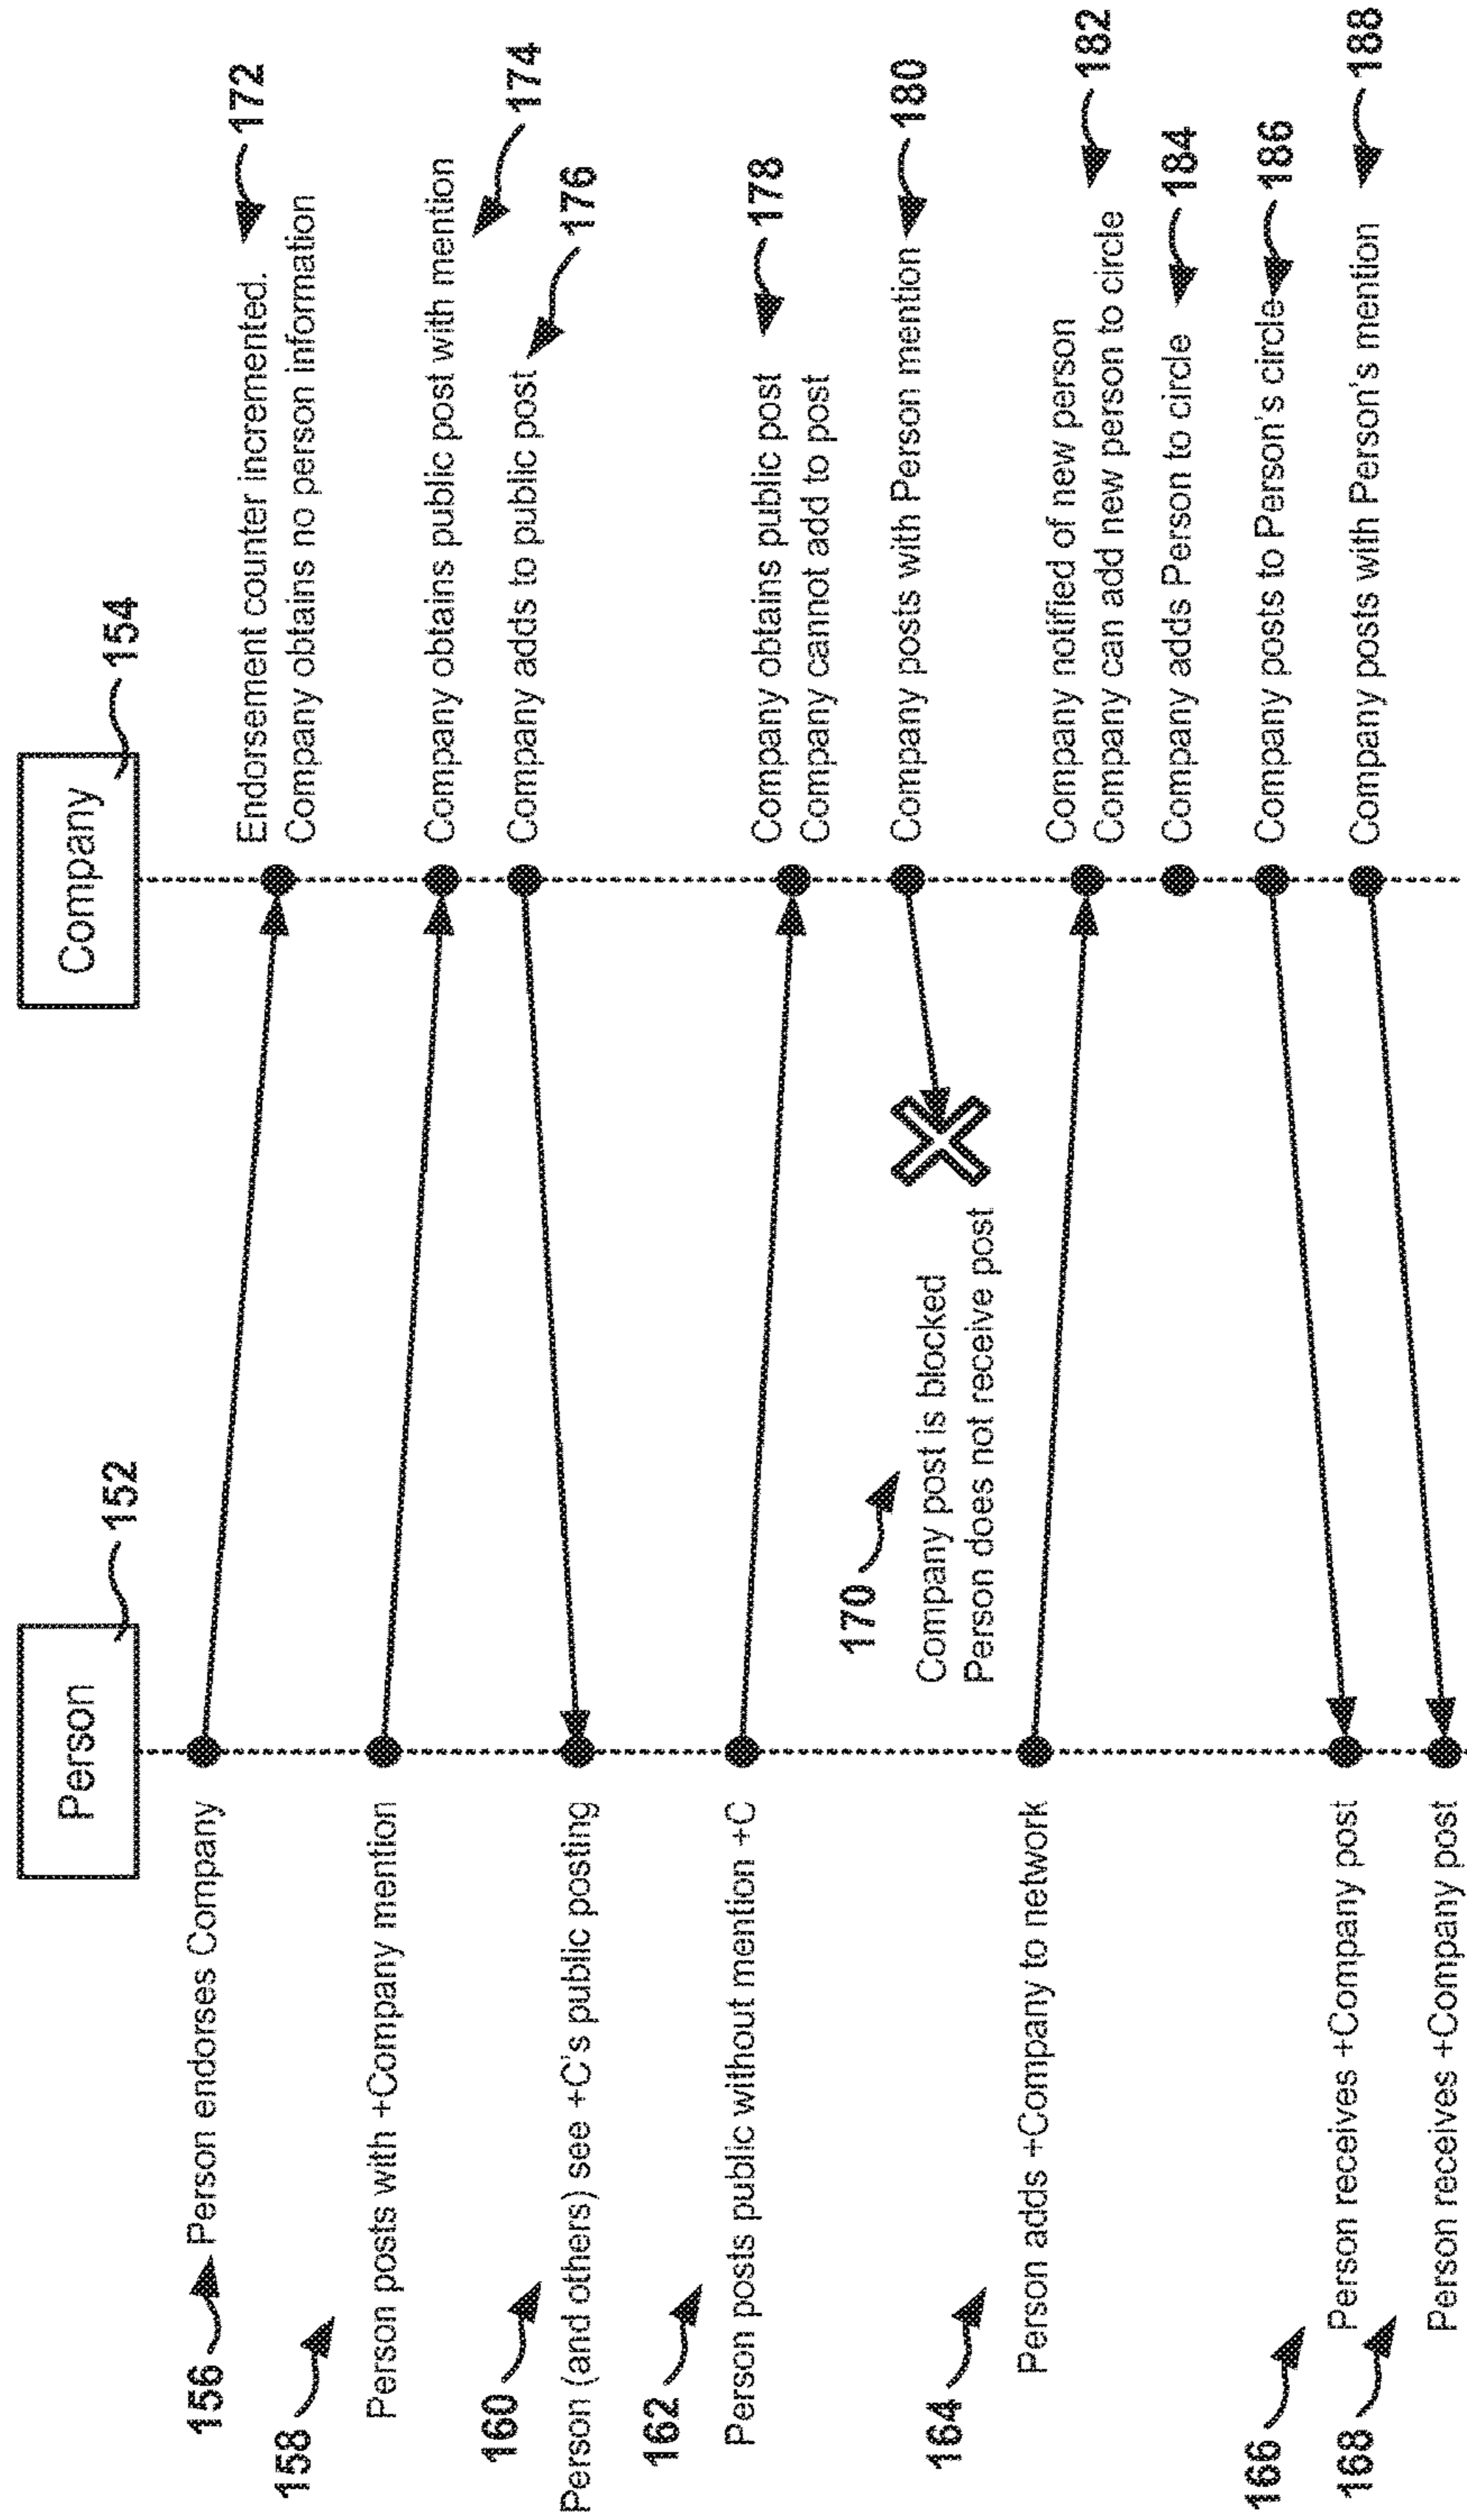 Person
152
Company
154
156
Person endorses Company
Endorsement counter incremented.
Company obtains no person information
172
158
Person posts with +Company mention
Company obtains public post with mention
174
Company adds to public post
176
160
Person (and others) see +C's public posting
162
Person posts public without mention +C
Company obtains public post
Company cannot add to post
178
Company posts with Person mention
180
170
Company post is blocked
Person does not receive post
164
Person adds +Company to network
Company notified of new person
Company can add new person to circle
182
Company adds Person to circle
184
Company posts to Person's circle
186
166
Person receives +Company post
Company posts with Person's mention
188
168
Person receives +Company post